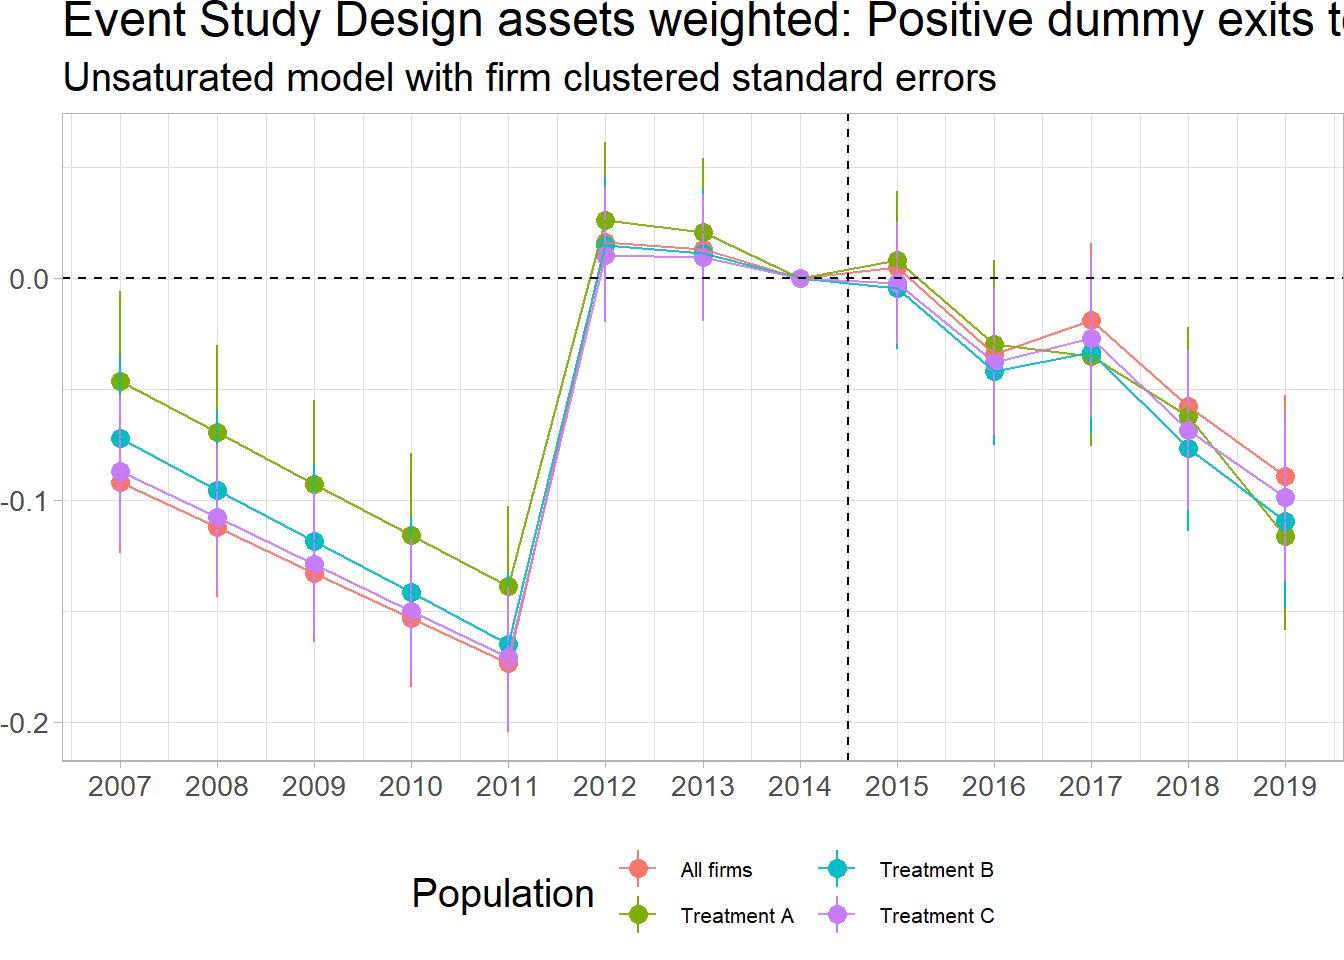 Event Study Design assets weighted: Positive dummy exits
Unsaturated model with firm clustered standard errors
0.0
-0.1
-0.2
2007 2008 2009 2010 2011 2012 2013 2014 2015 2016 2017 2018 2019
Population
All firms
Treatment A
Treatment B
Treatment C